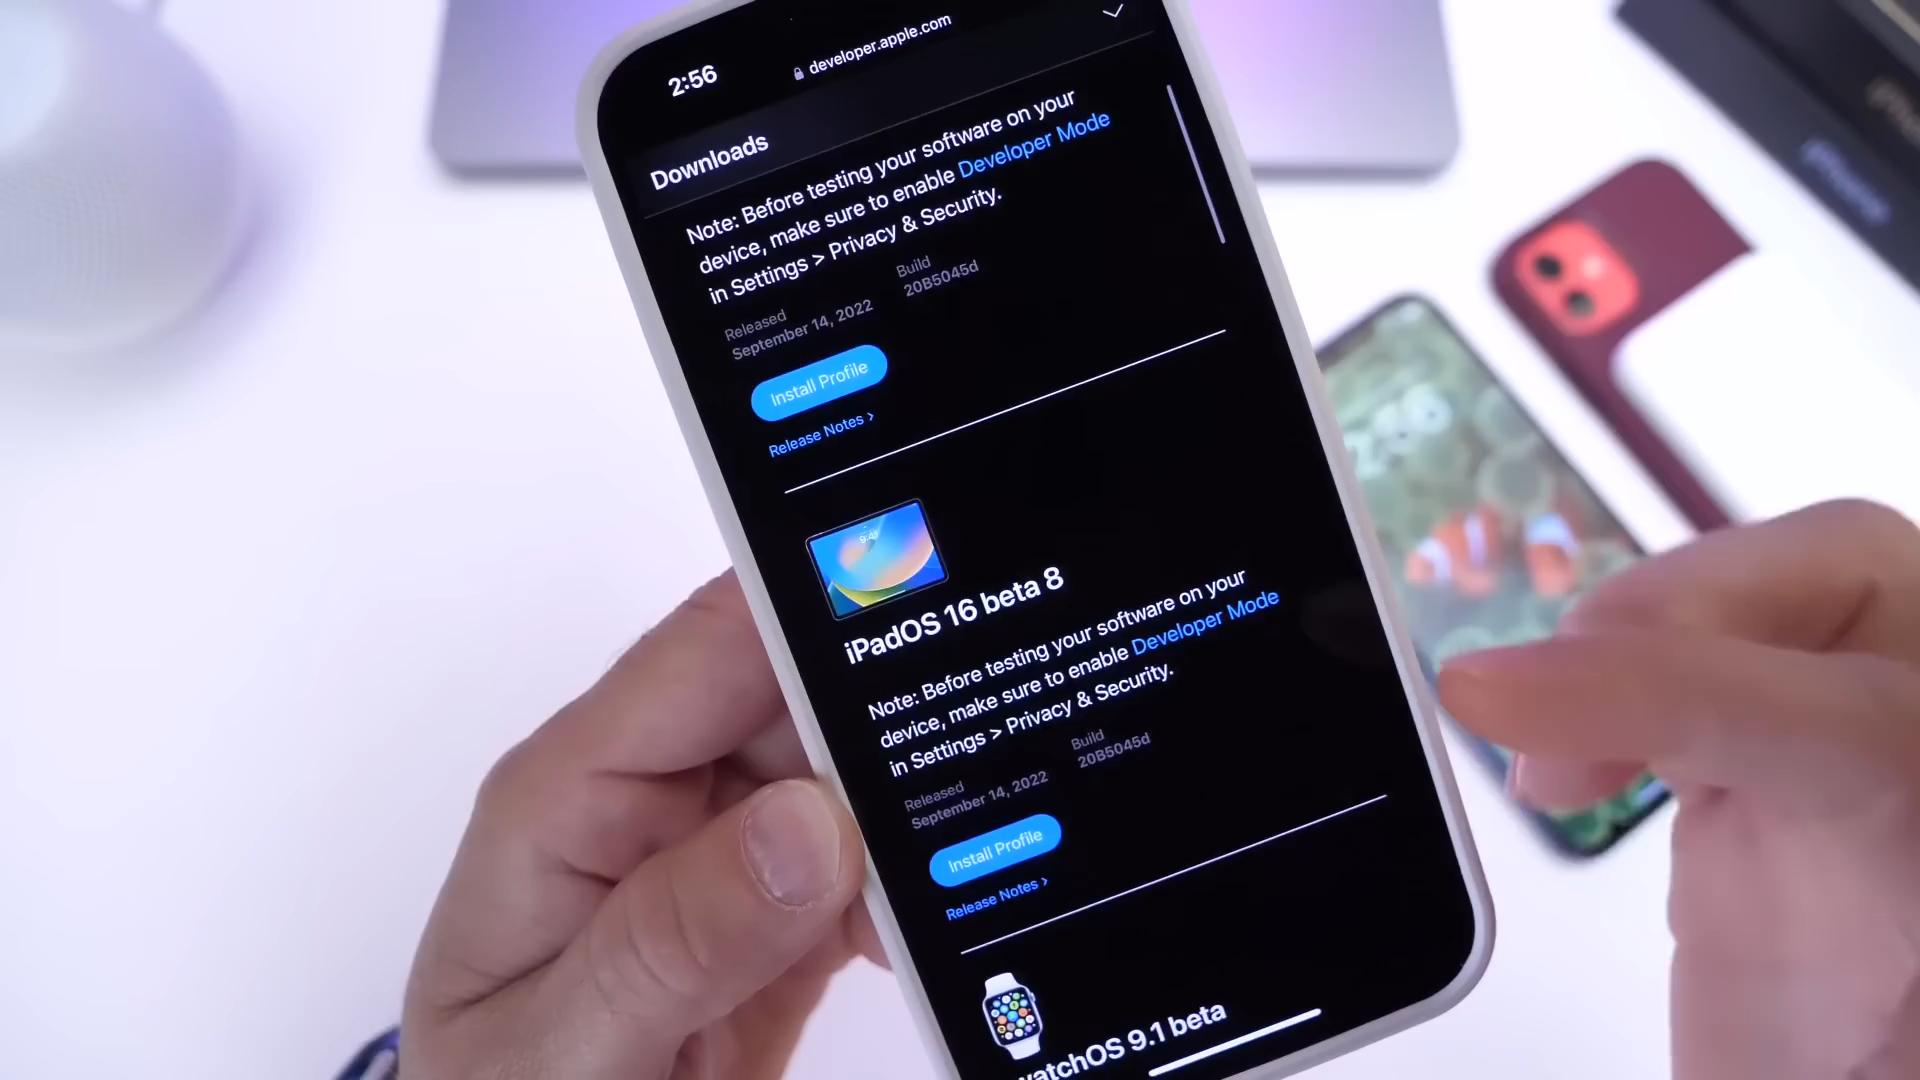 2:56
developer.apple.com
Downloads
Note: Before testing your software on your
device, make sure to enable Developer Mode
in Settings > Privacy & Security.
Released
September 14, 2022
Build
20B5045d
Install Profile
Release Notes >
9:41
iPadOS 16 beta 8
Note: Before testing your software on your
device, make sure to enable Developer Mode
in Settings > Privacy & Security.
Released
September 14, 2022
Build
20B5045d
Install Profile
Release Notes >
watchOS 9.1 beta
iPhone